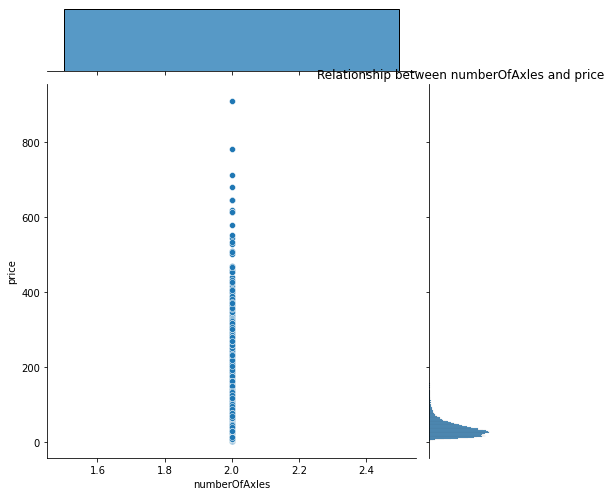 Relationship between numberOfAxles and price
800
600
400
200
0
price
1.6 1.8 2.0 2.2 2.4
numberOfAxles